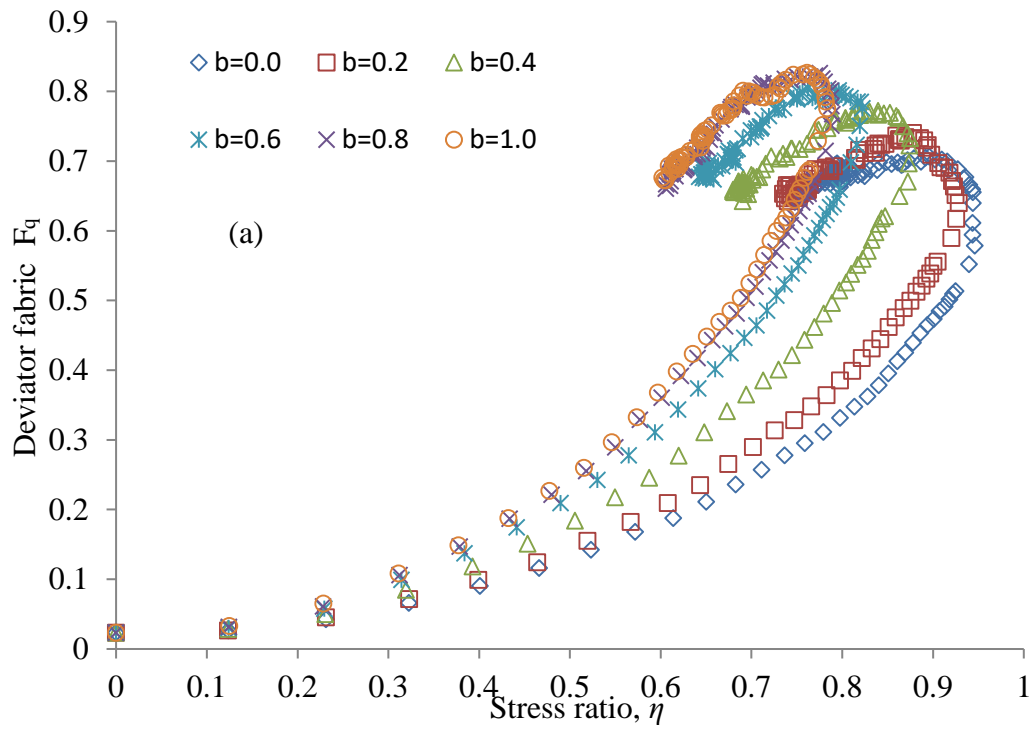 0.9
b=0.0 b=0.2 b=0.4
0.8
b=0.6 b=0.8 b=1.0
0.7
(a)
0.6
0.5
0.4
0.3
0.2
0.1
0
Deviator fabric F_q
0 0.1 0.2 0.3 0.4 0.5 0.6 0.7 0.8 0.9 1
Stress ratio, η